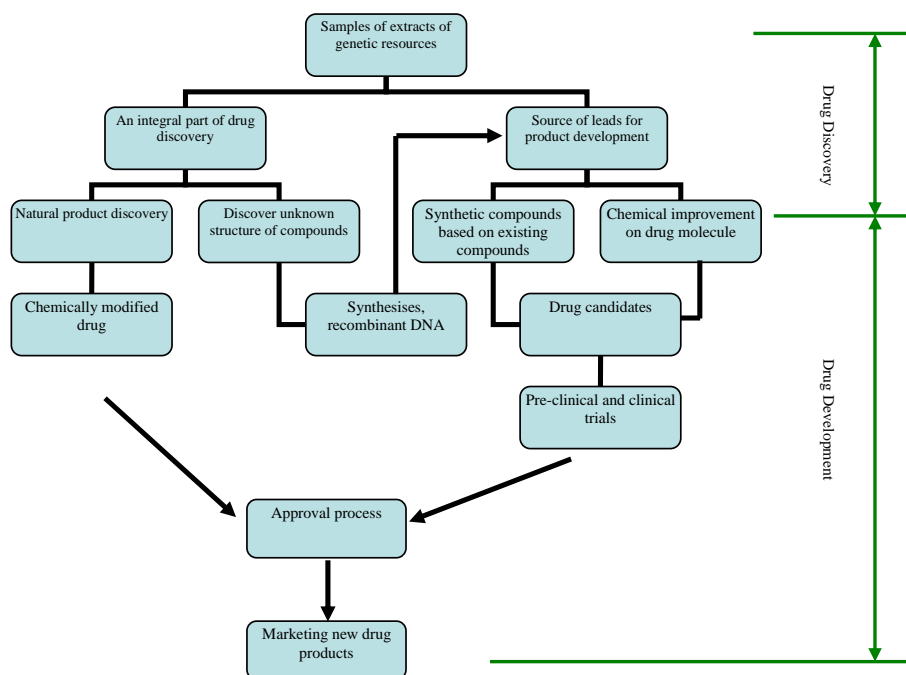 Samples of extracts of
genetic resources
An integral part of drug
discovery
Source of leads for
product development
Natural product discovery
Discover unknown
structure of compounds
Synthetic compounds
based on existing
compounds
Chemical improvement
on drug molecule
Chemically modified
drug
Synthesises,
recombinant DNA
Drug candidates
Pre-clinical and clinical
trials
Approval process
Marketing new drug
products
Drug Discovery
Drug Development